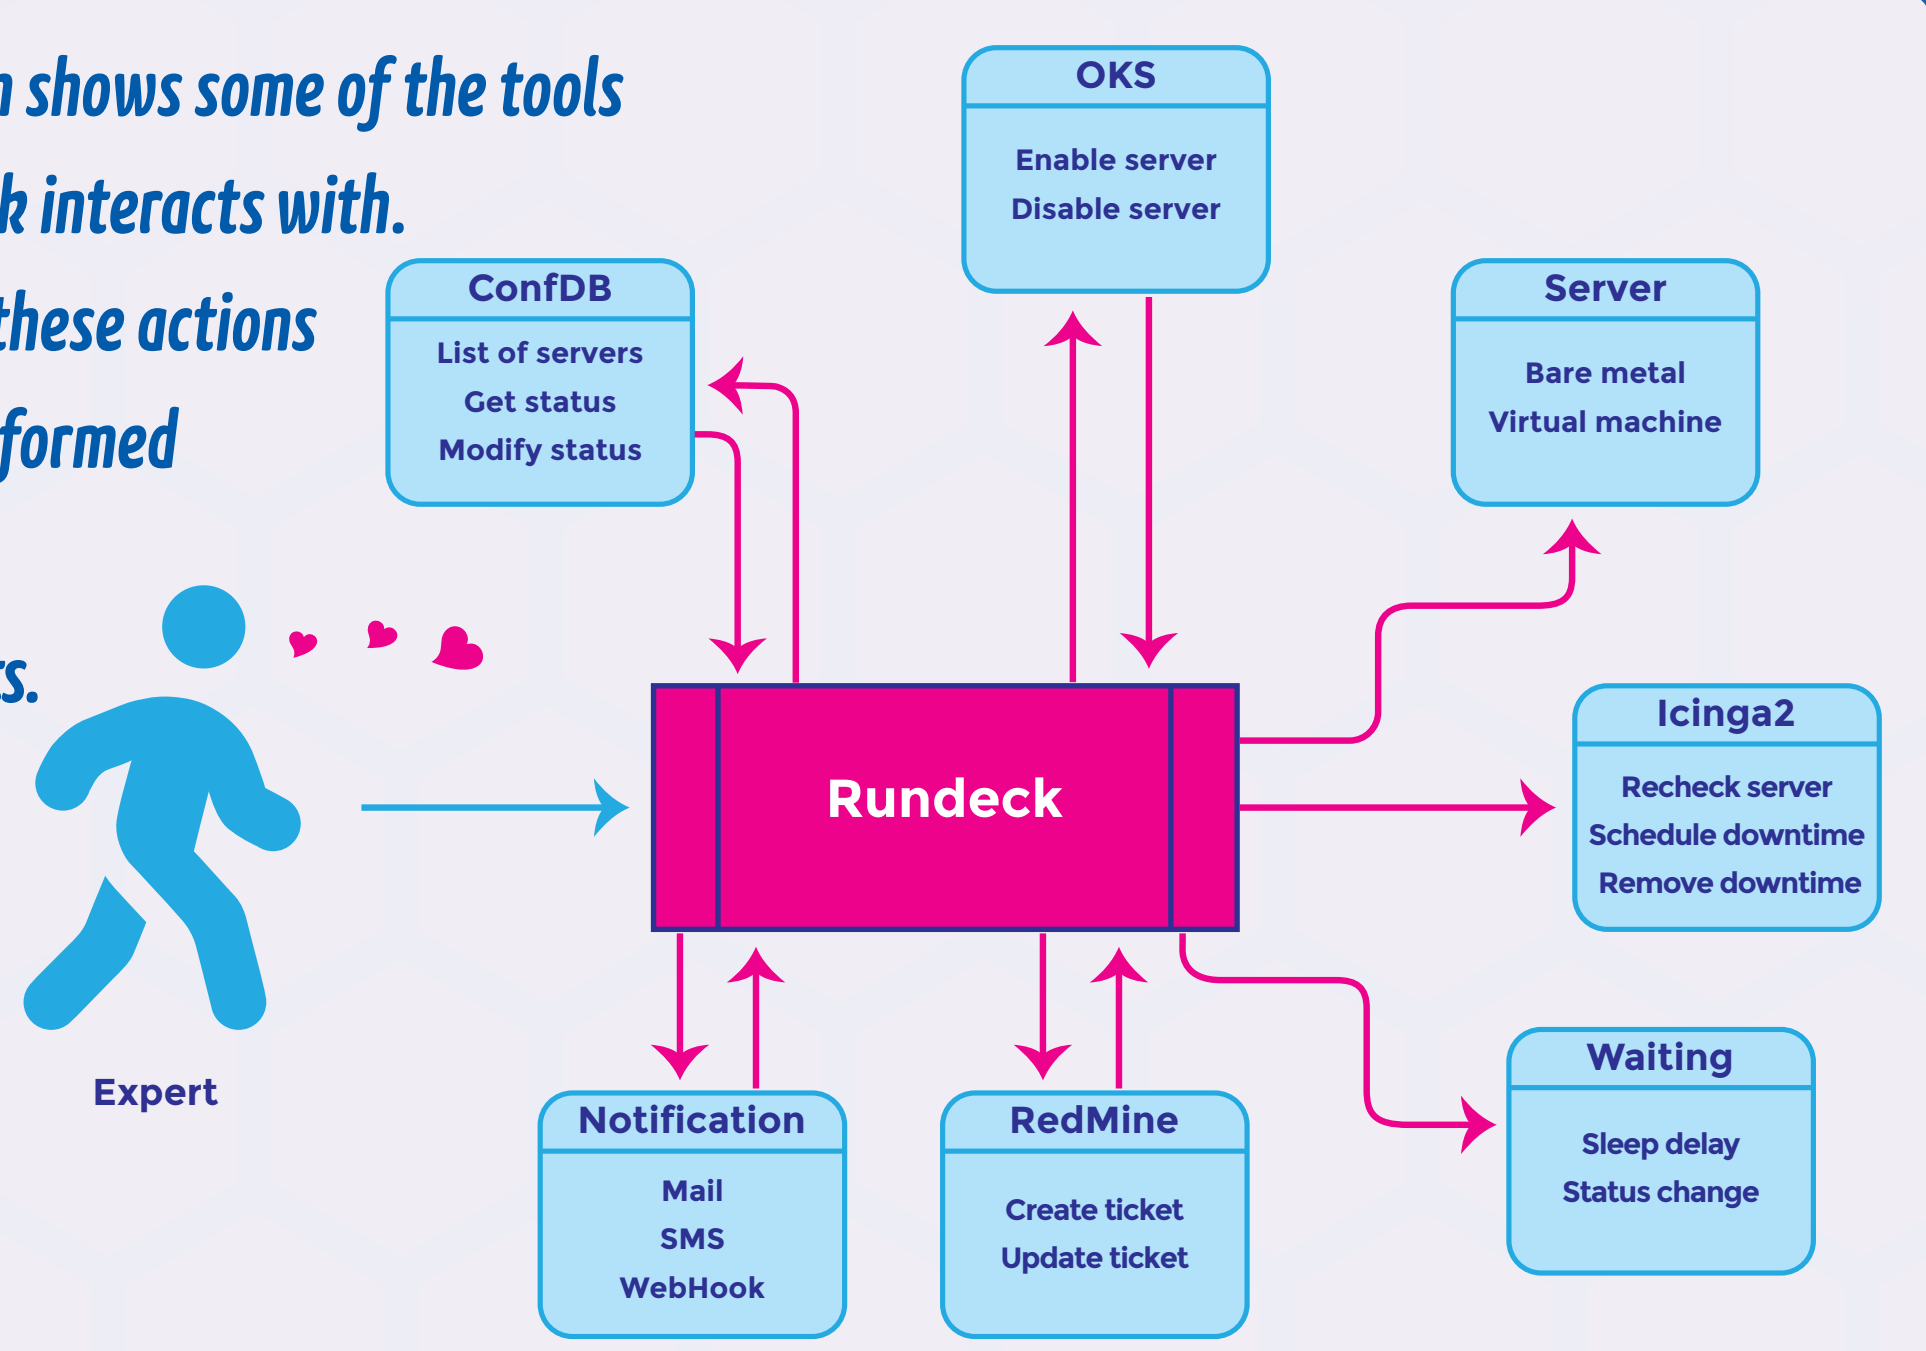 shows some of the tools
interacts with.
these actions
OKS
Enable server
Disable server
ConfDB
List of servers
Get status
Modify status
Server
Bare metal
Virtual machine
Rundeck
Icinga2
Recheck server
Schedule downtime
Remove downtime
Expert
Notification
Mail
SMS
WebHook
RedMine
Create ticket
Update ticket
Waiting
Sleep delay
Status change